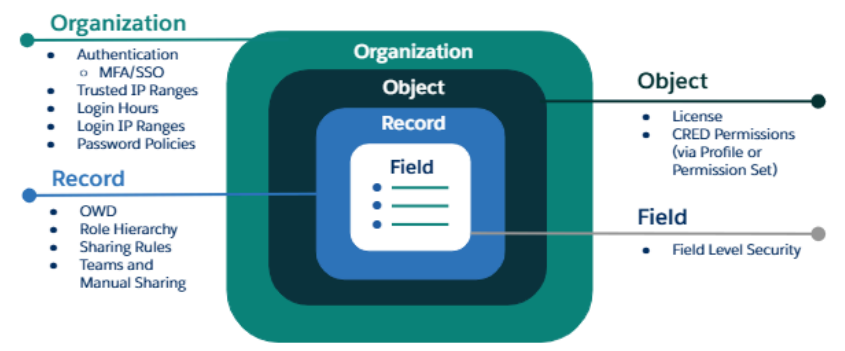 Organization
• Authentication
○ MFA/SSO
• Trusted IP Ranges
• Login Hours
• Login IP Ranges
• Password Policies
Record
• OWD
• Role Hierarchy
• Sharing Rules
• Teams and
Manual Sharing
Organization
Object
Record
Field
Object
• License
• CRED Permissions
(via Profile or
Permission Set)
Field
• Field Level Security